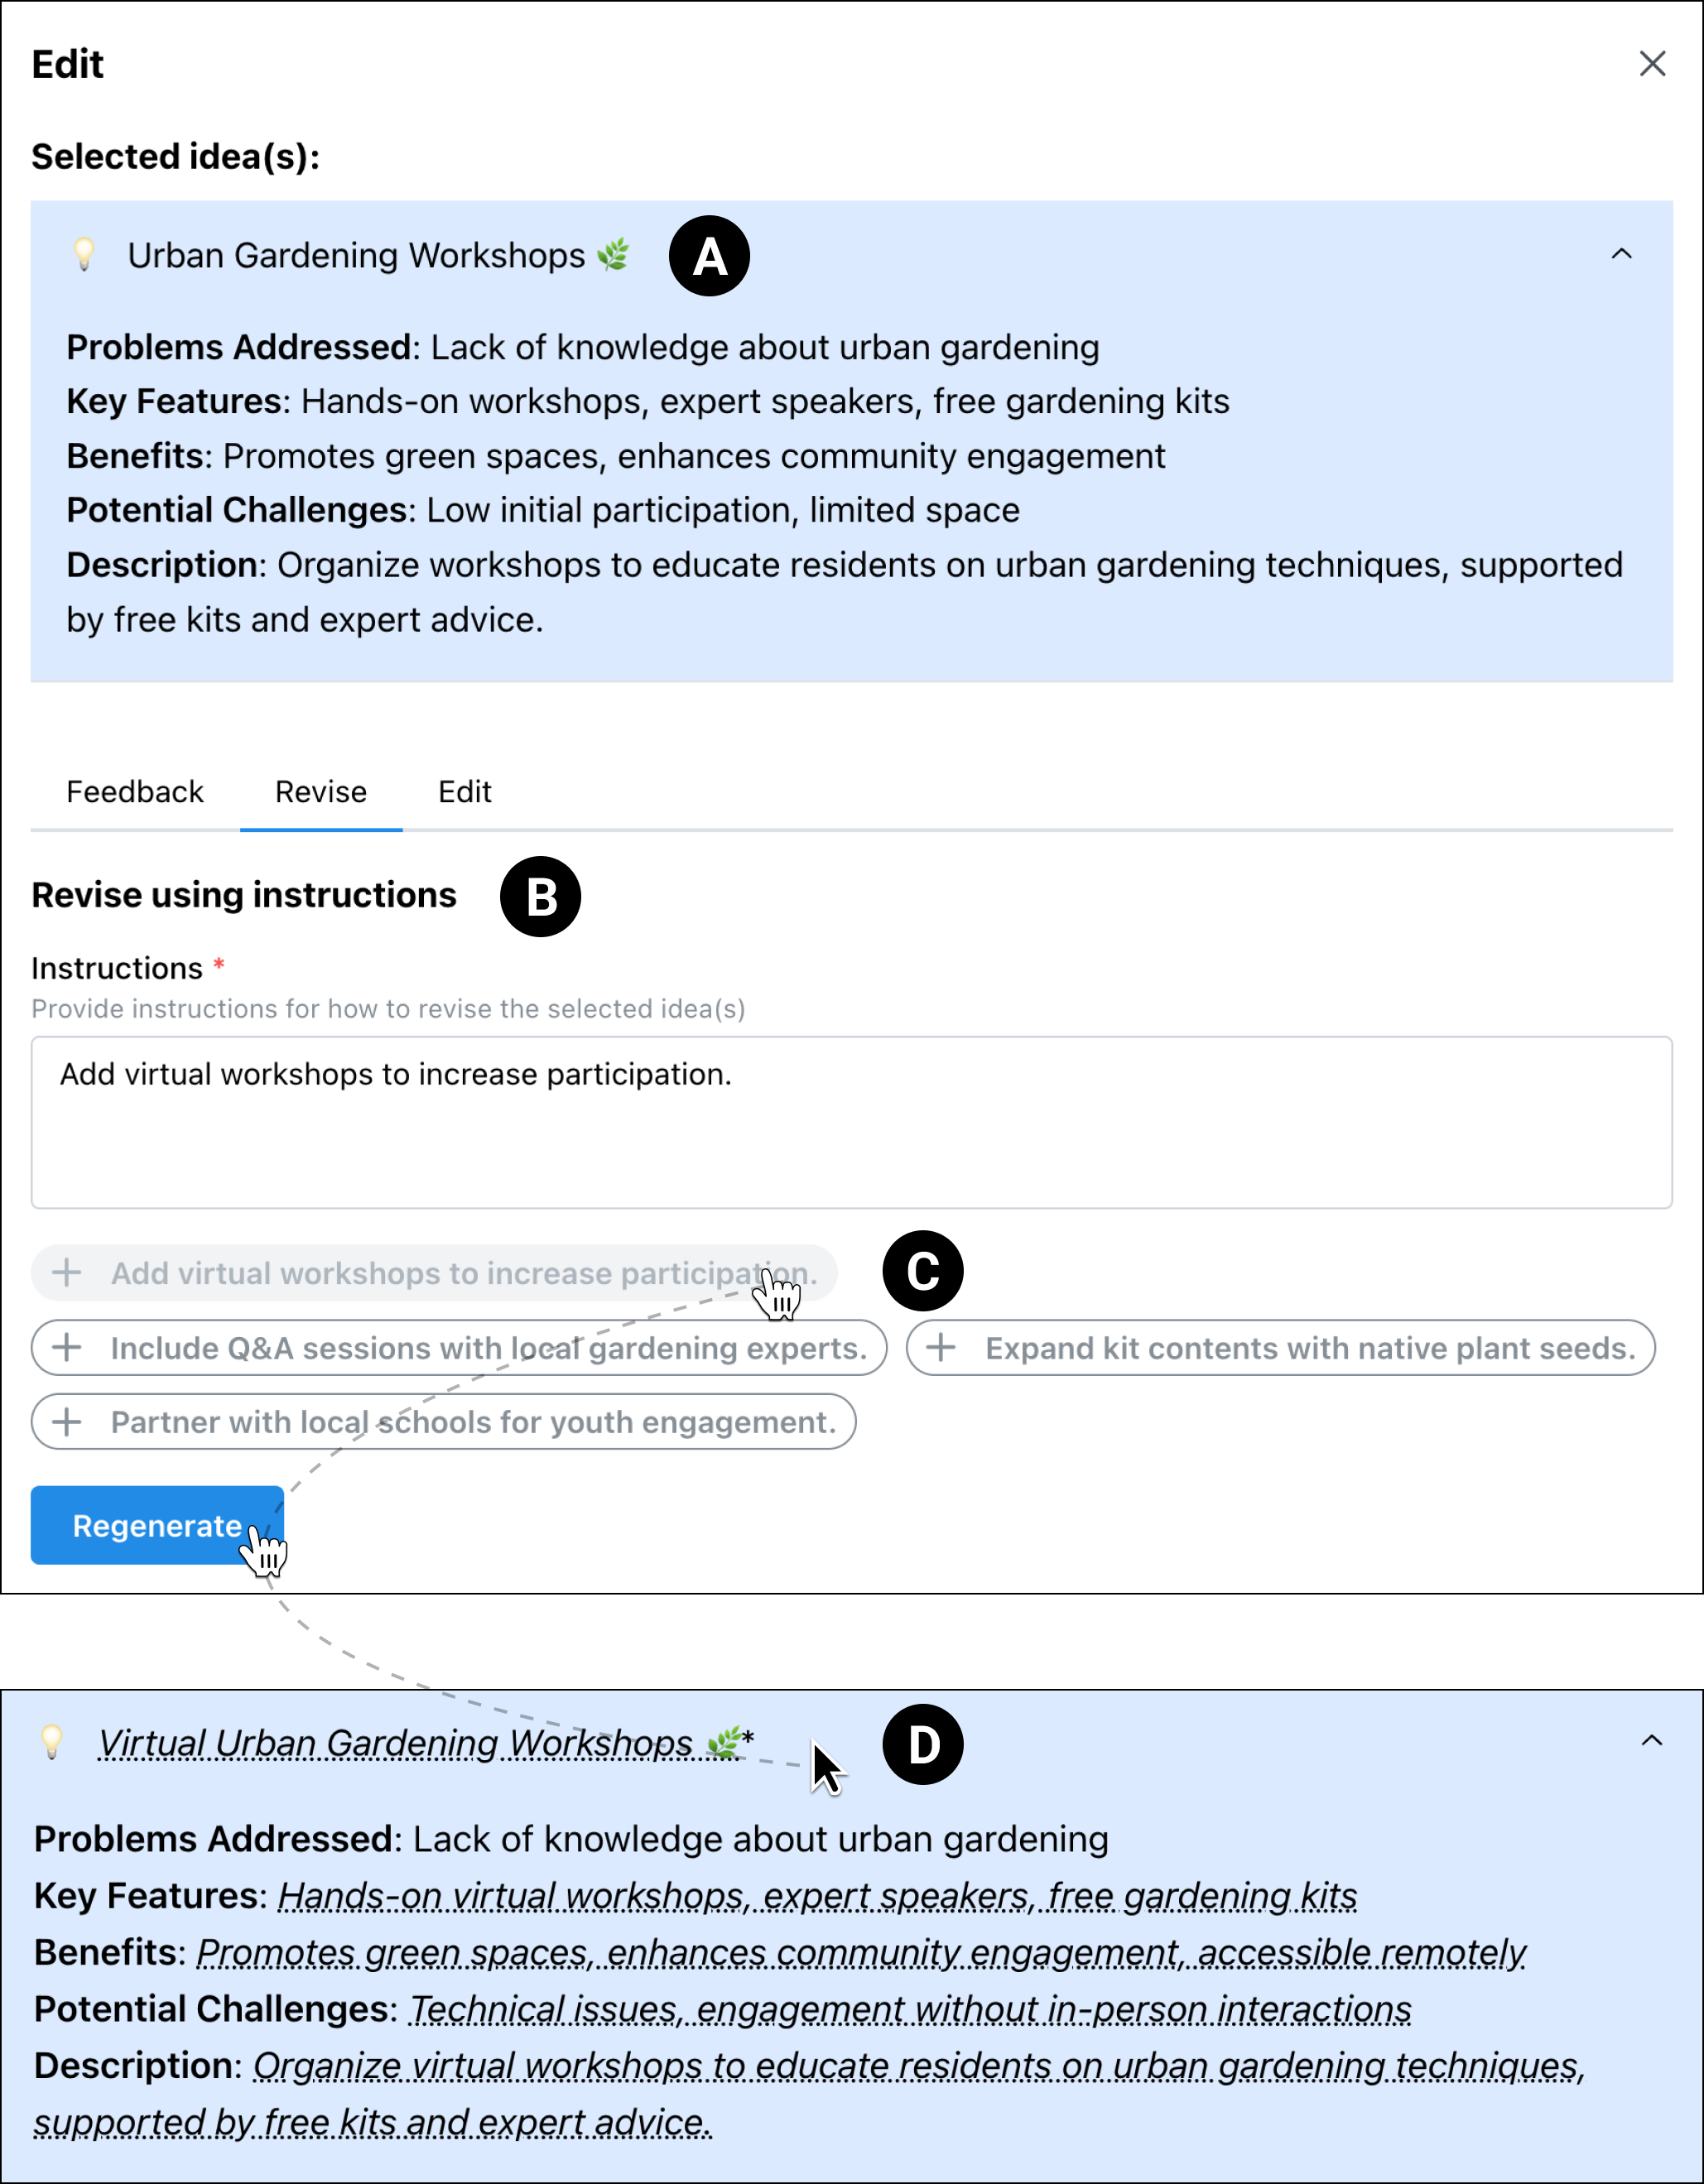 Edit
Selected idea(s):
💡 Urban Gardening Workshops 🌿 A
Problems Addressed: Lack of knowledge about urban gardening
Key Features: Hands-on workshops, expert speakers, free gardening kits
Benefits: Promotes green spaces, enhances community engagement
Potential Challenges: Low initial participation, limited space
Description: Organize workshops to educate residents on urban gardening techniques, supported
by free kits and expert advice.
Feedback Revise Edit
Revise using instructions B
Instructions *
Provide instructions for how to revise the selected idea(s)
Add virtual workshops to increase participation.
+ Add virtual workshops to increase participation. C
+ Include Q&A sessions with local gardening experts. + Expand kit contents with native plant seeds.
+ Partner with local schools for youth engagement.
Regenerate
💡 Virtual Urban Gardening Workshops 🌿* D
Problems Addressed: Lack of knowledge about urban gardening
Key Features: Hands-on virtual workshops, expert speakers, free gardening kits
Benefits: Promotes green spaces, enhances community engagement, accessible remotely
Potential Challenges: Technical issues, engagement without in-person interactions
Description: Organize virtual workshops to educate residents on urban gardening techniques,
supported by free kits and expert advice.